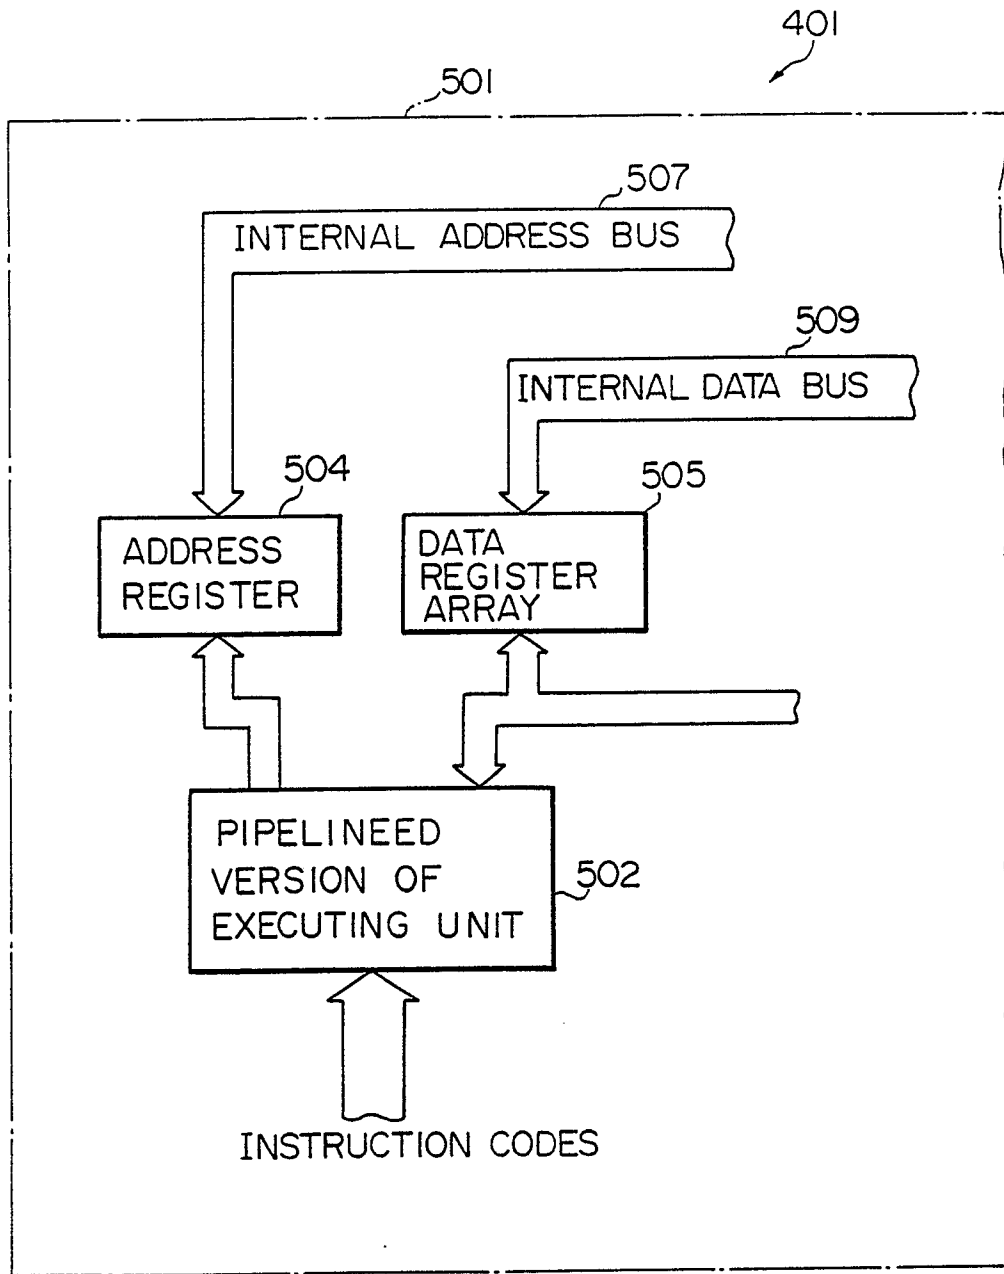 401
501
507
INTERNAL ADDRESS BUS
509
INTERNAL DATA BUS
504
505
ADDRESS
REGISTER
DATA
REGISTER
ARRAY
PIPELINEED
VERSION OF
EXECUTING UNIT
502
INSTRUCTION CODES